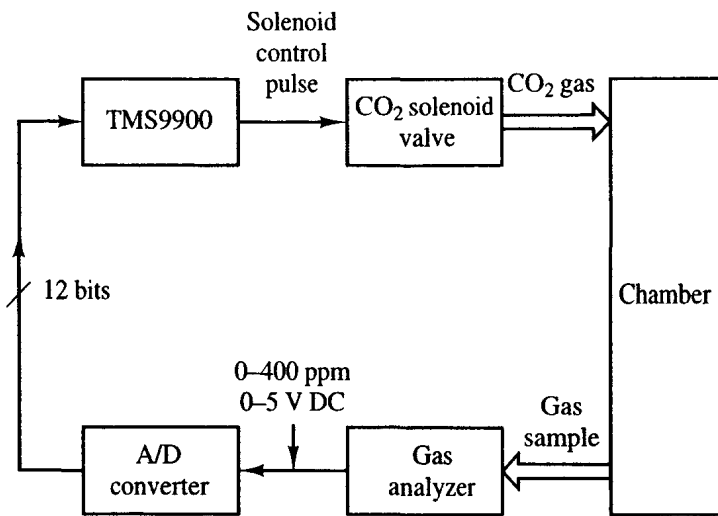 Solenoid
control
pulse
TMS9900
CO₂ solenoid
valve
CO₂ gas
12 bits
Chamber
0–400 ppm
0–5 V DC
Gas
sample
A/D
converter
Gas
analyzer